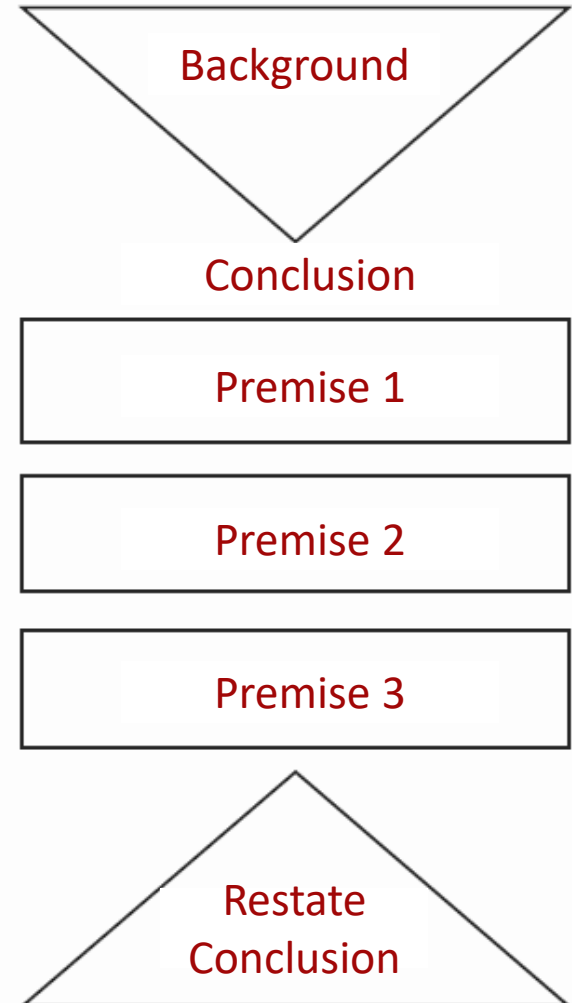 Background
Conclusion
Premise 1
Premise 2
Premise 3
Restate
Conclusion